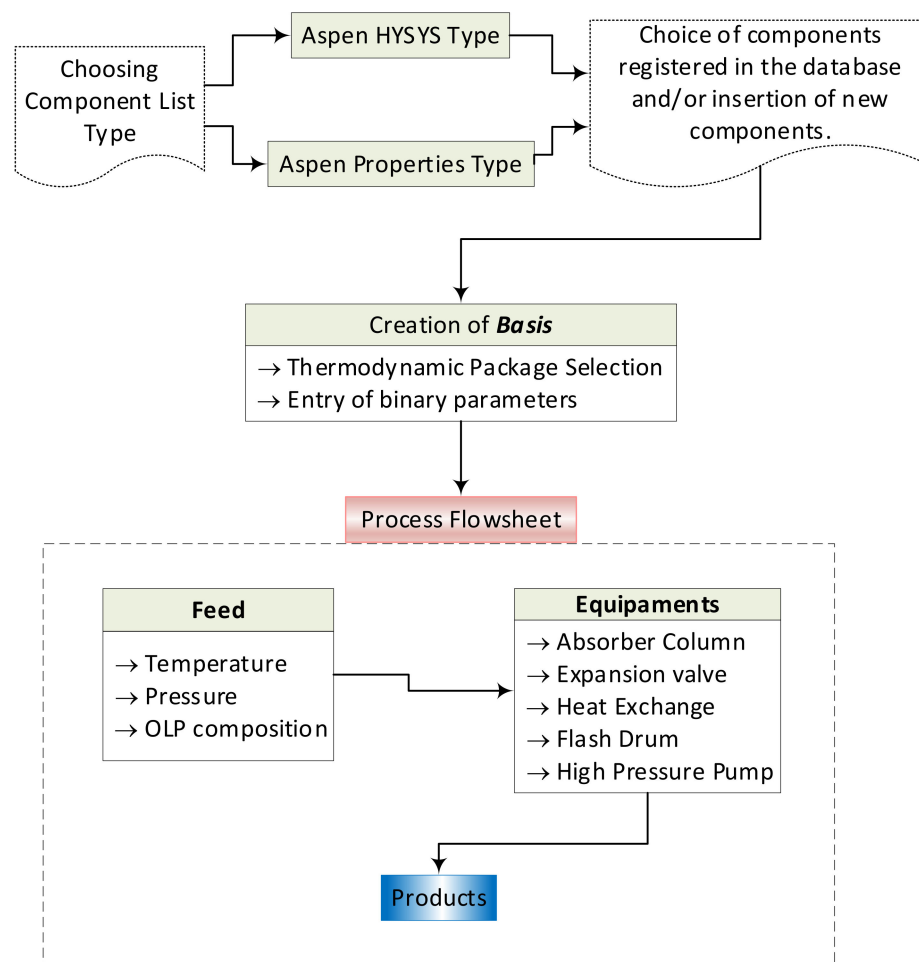 Choosing
Component List
Type
Aspen HYSYS Type
Aspen Properties Type
Choice of components
registered in the database
and/or insertion of new
components.
Creation of Basis
→ Thermodynamic Package Selection
→ Entry of binary parameters
Process Flowsheet
Feed
→ Temperature
→ Pressure
→ OLP composition
Equipaments
→ Absorber Column
→ Expansion valve
→ Heat Exchange
→ Flash Drum
→ High Pressure Pump
Products